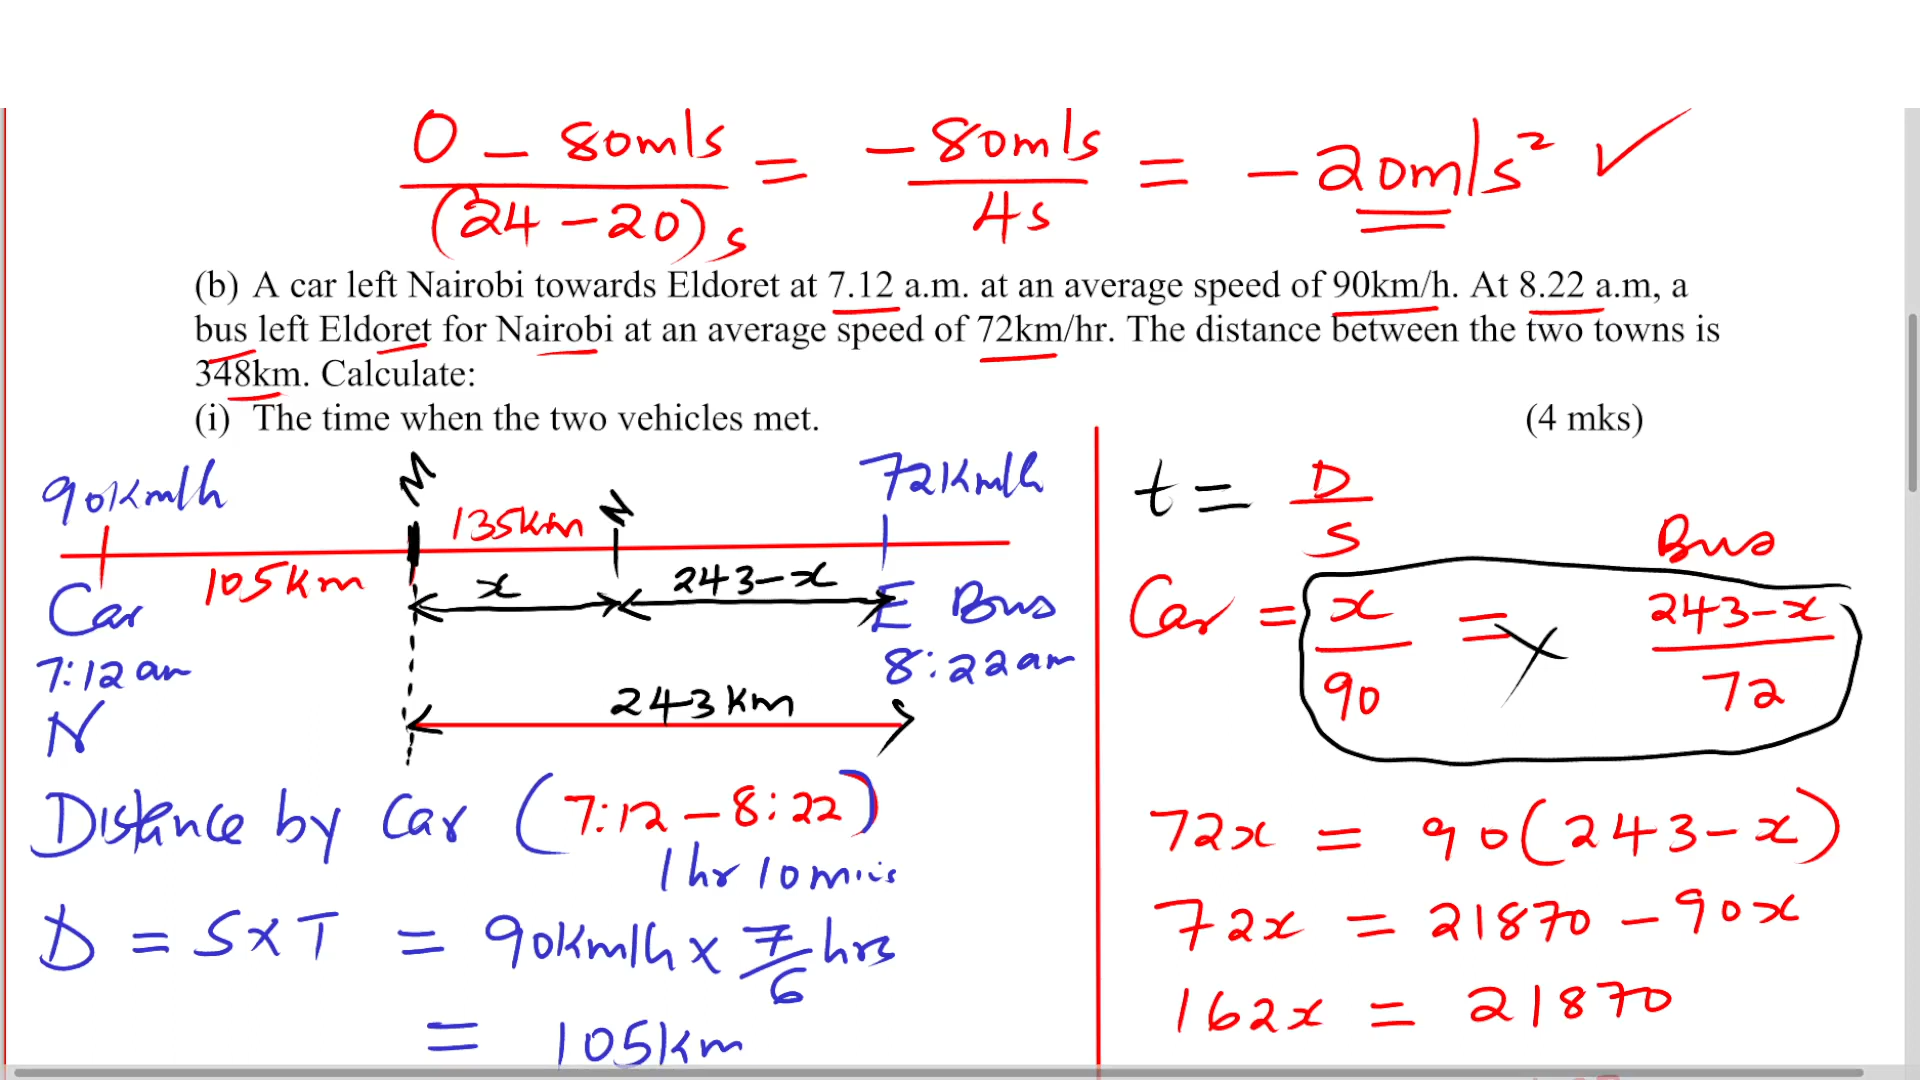 0 - 80m/s / (24-20)s = -80m/s / 4s = -20m/s² ✓
(b) A car left Nairobi towards Eldoret at 7.12 a.m. at an average speed of 90km/h. At 8.22 a.m, a
bus left Eldoret for Nairobi at an average speed of 72km/hr. The distance between the two towns is
348km. Calculate:
(i) The time when the two vehicles met. (4 mks)
90km/h M 135km N 72km/h
105km x 243-x
Car E Bus
7:12am 8:22am
N 243km
Distance by Car (7:12 - 8:22)
1hr 10mins
D = S×T = 90km/h × 7/6 hrs
= 105km
t = D/S
Bus
Car = x/90 = 243-x/72
72x = 90(243-x)
72x = 21870 - 90x
162x = 21870